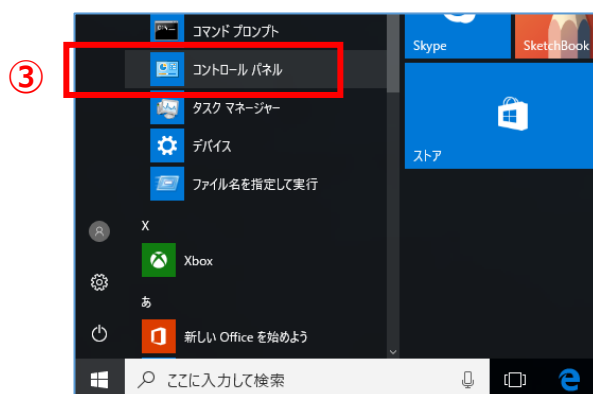 コマンド プロンプト
Skype
SketchBook
③
コントロール パネル
タスク マネージャー
デバイス
ストア
ファイル名を指定して実行
X
Xbox
あ
新しい Office を始めよう
ここに入力して検索